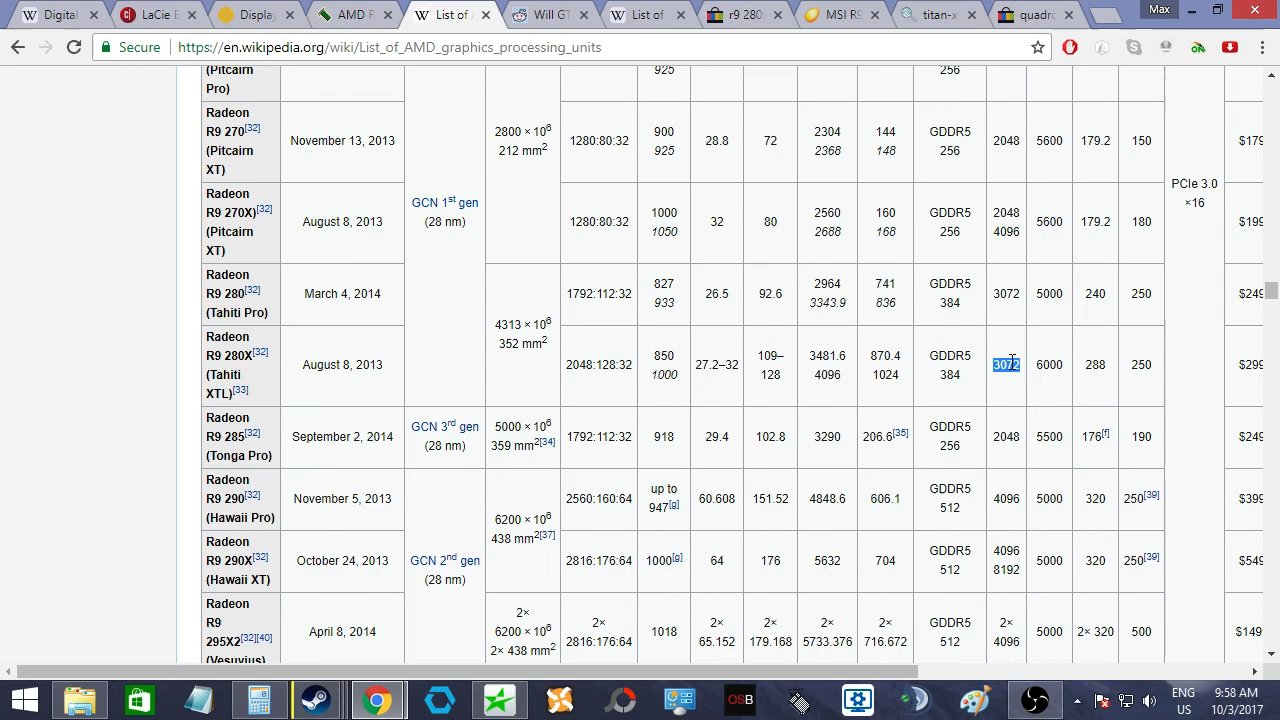 Digital
LaCie E
Display
AMD R
List of A
Will GT
List of
r9 280
MSI R9
titan-x
quadro
Max
Secure
https://en.wikipedia.org/wiki/List_of_AMD_graphics_processing_units
(Pitcairn
Pro)
925
256
Radeon
R9 270[32]
(Pitcairn
XT)
November 13, 2013
GCN 1st gen
(28 nm)
2800 × 106
212 mm2
1280:80:32
900
925
28.8
72
2304
2368
144
148
GDDR5
256
2048
5600
179.2
150
PCIe 3.0
×16
$179
Radeon
R9 270X)[32]
(Pitcairn
XT)
August 8, 2013
1280:80:32
1000
1050
32
80
2560
2688
160
168
GDDR5
256
2048
4096
5600
179.2
180
$199
Radeon
R9 280[32]
(Tahiti Pro)
March 4, 2014
4313 × 106
352 mm2
1792:112:32
827
933
26.5
92.6
2964
3343.9
741
836
GDDR5
384
3072
5000
240
250
$249
Radeon
R9 280X[32]
(Tahiti
XTL)[33]
August 8, 2013
2048:128:32
850
1000
27.2–32
109–
128
3481.6
4096
870.4
1024
GDDR5
384
3072
6000
288
250
$299
Radeon
R9 285[32]
(Tonga Pro)
September 2, 2014
GCN 3rd gen
(28 nm)
5000 × 106
359 mm2[34]
1792:112:32
918
29.4
102.8
3290
206.6[35]
GDDR5
256
2048
5500
176[f]
190
$249
Radeon
R9 290[32]
(Hawaii Pro)
November 5, 2013
GCN 2nd gen
(28 nm)
6200 × 106
438 mm2[37]
2560:160:64
up to
947[g]
60.608
151.52
4848.6
606.1
GDDR5
512
4096
5000
320
250[39]
$399
Radeon
R9 290X[32]
(Hawaii XT)
October 24, 2013
2816:176:64
1000[g]
64
176
5632
704
GDDR5
512
4096
8192
5000
320
250[39]
$549
Radeon
R9
295X2[32][40]
(Vesuvius)
April 8, 2014
2×
6200 × 106
2× 438 mm2
2×
2816:176:64
1018
2×
65.152
2×
179.168
2×
5733.376
2×
716.672
GDDR5
512
2×
4096
5000
2× 320
500
$149
OSB
ENG
US
9:58 AM
10/3/2017